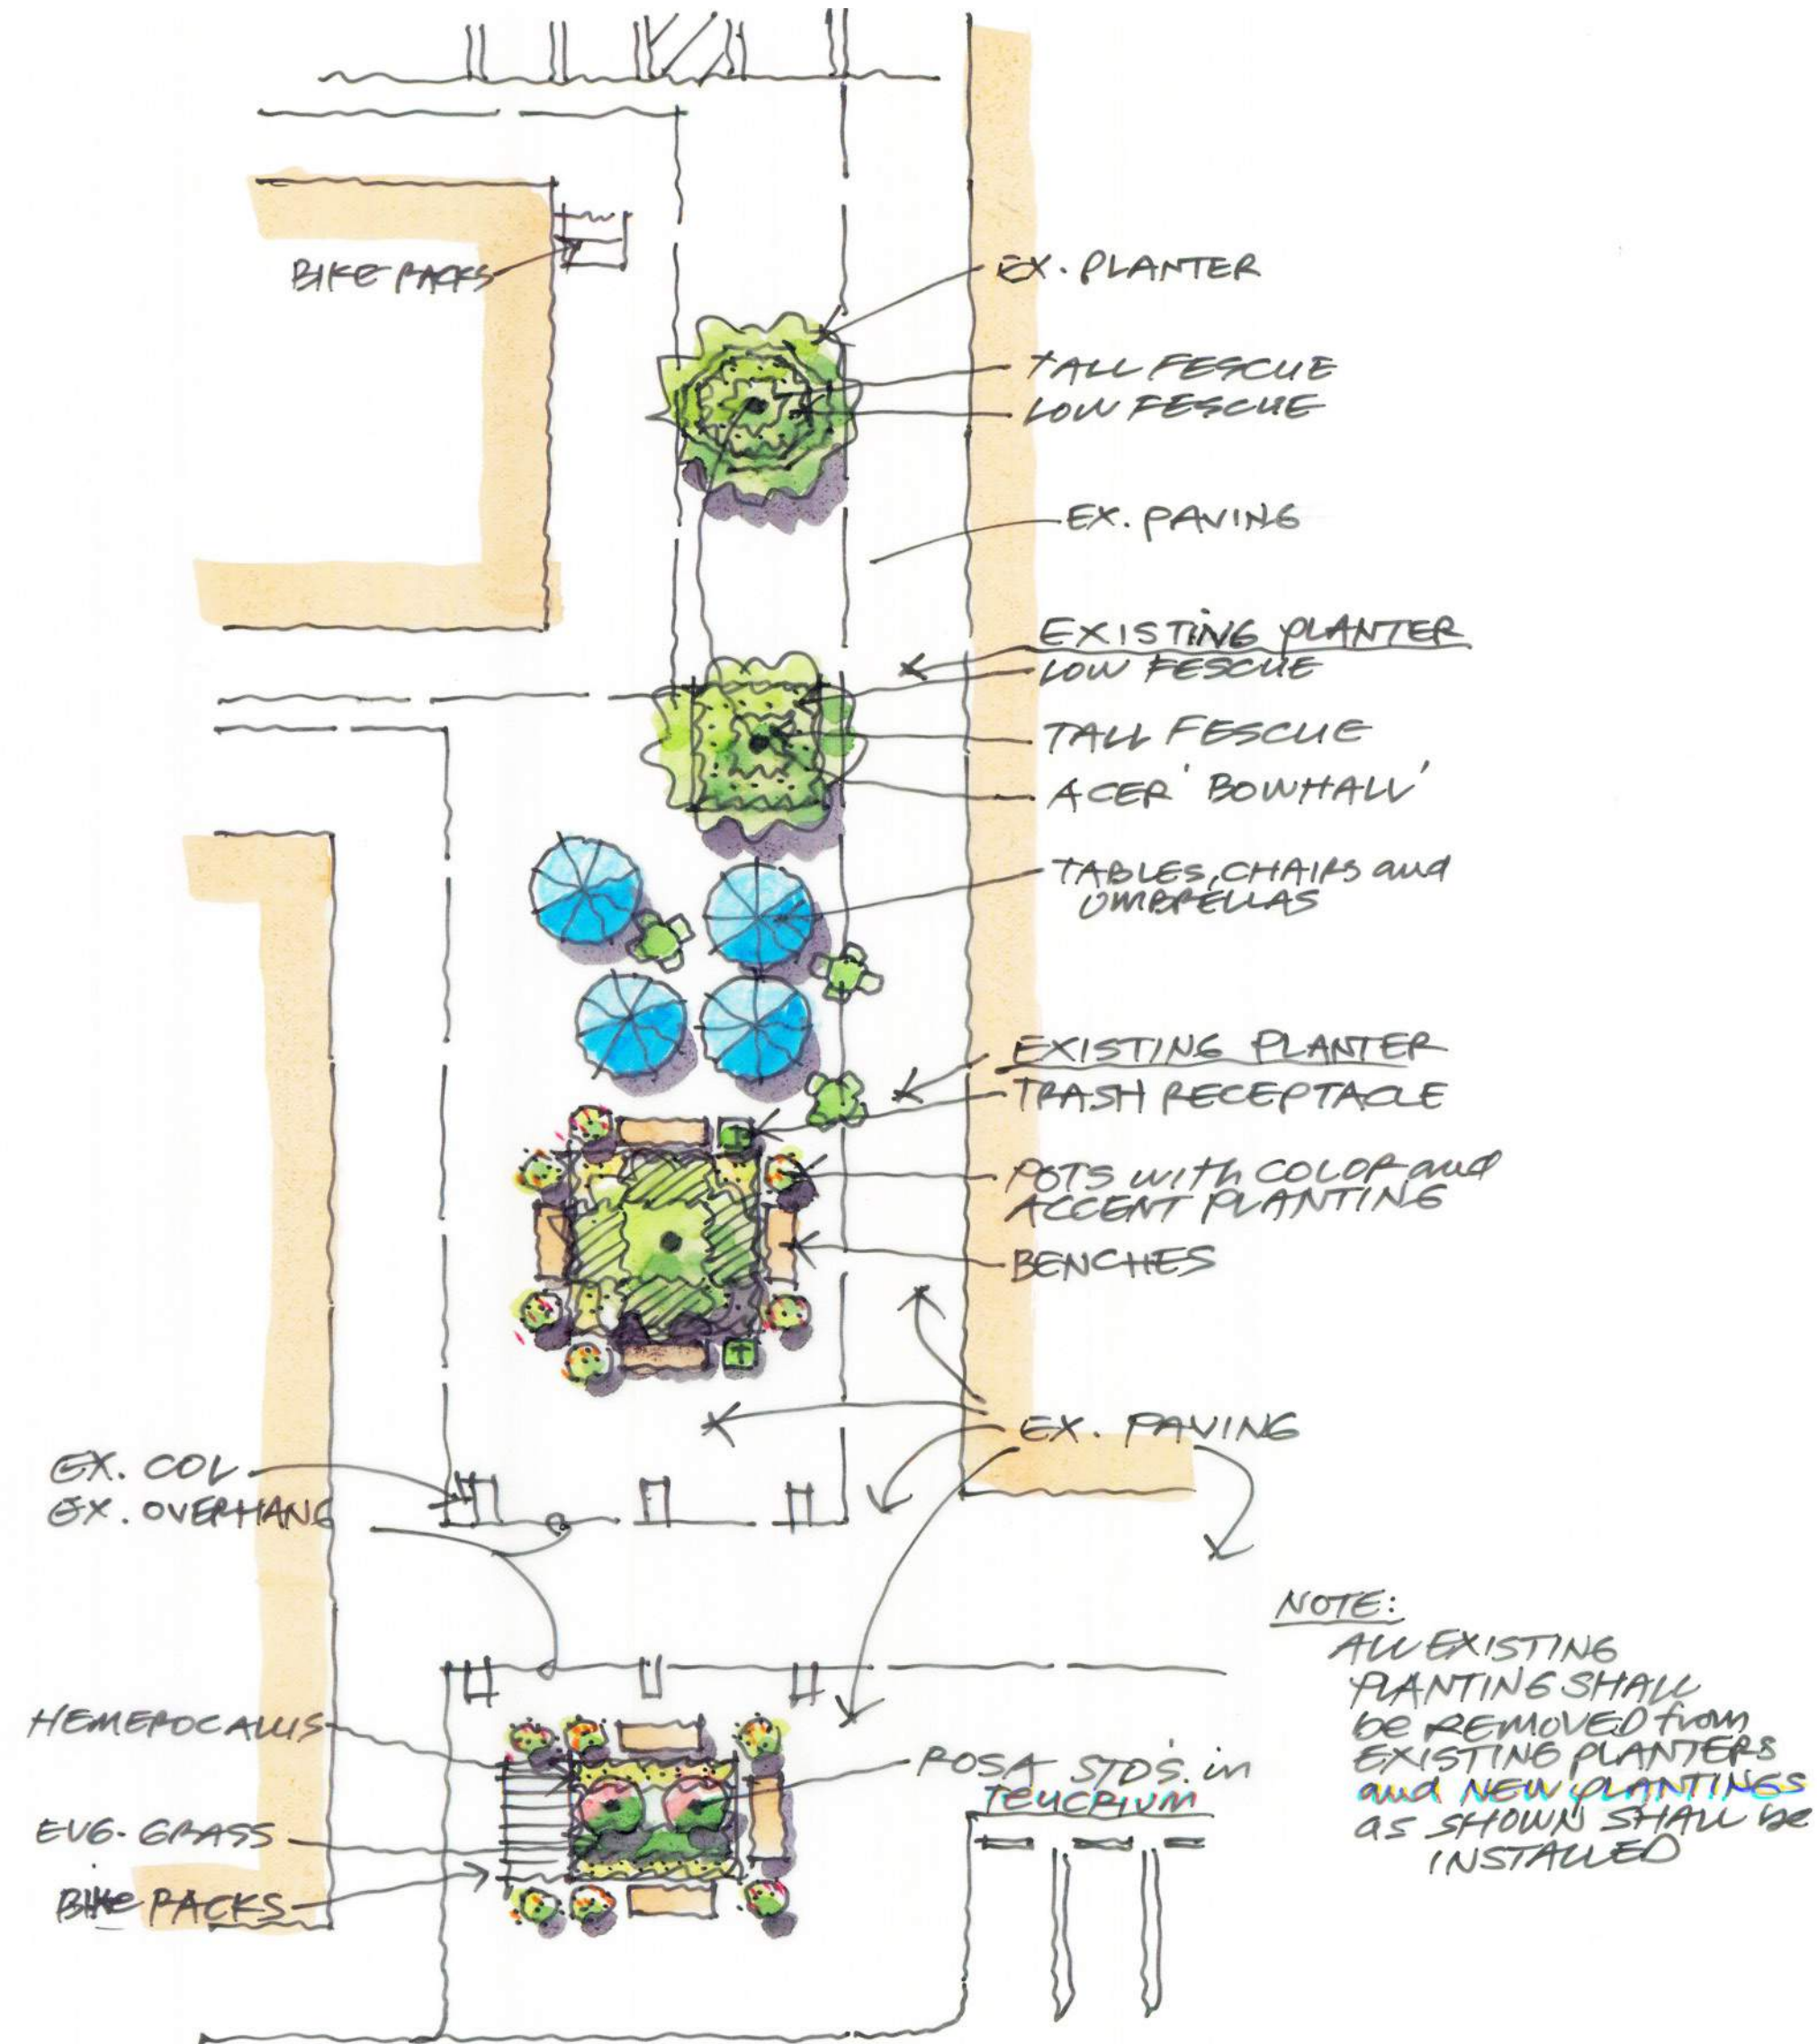 BIKE RACKS
EX. PLANTER
TALL FESCUE
LOW FESCUE
EX. PAVING
EXISTING PLANTER
LOW FESCUE
TALL FESCUE
ACER 'BOWHALL'
TABLES, CHAIRS and
UMBRELLAS
EXISTING PLANTER
TRASH RECEPTACLE
T
POTS with COLOR and
ACCENT PLANTING
BENCHES
T
EX. PAVING
EX. COL
EX. OVERHANG
NOTE:
ALL EXISTING
PLANTING SHALL
be REMOVED from
EXISTING PLANTERS
and NEW PLANTINGS
as SHOWN SHALL be
INSTALLED
HEMEROCALLIS
ROSA STD'S. in
TEUCRIUM
EVG. GRASS
BIKE RACKS